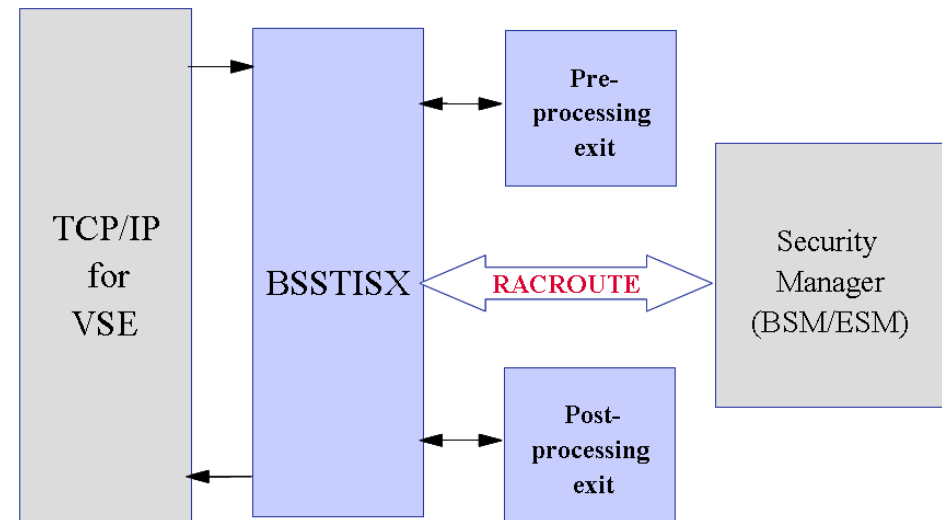 TCP/IP
for
VSE
BSSTISX
Pre-
processing
exit
RACROUTE
Post-
processing
exit
Security
Manager
(BSM/ESM)